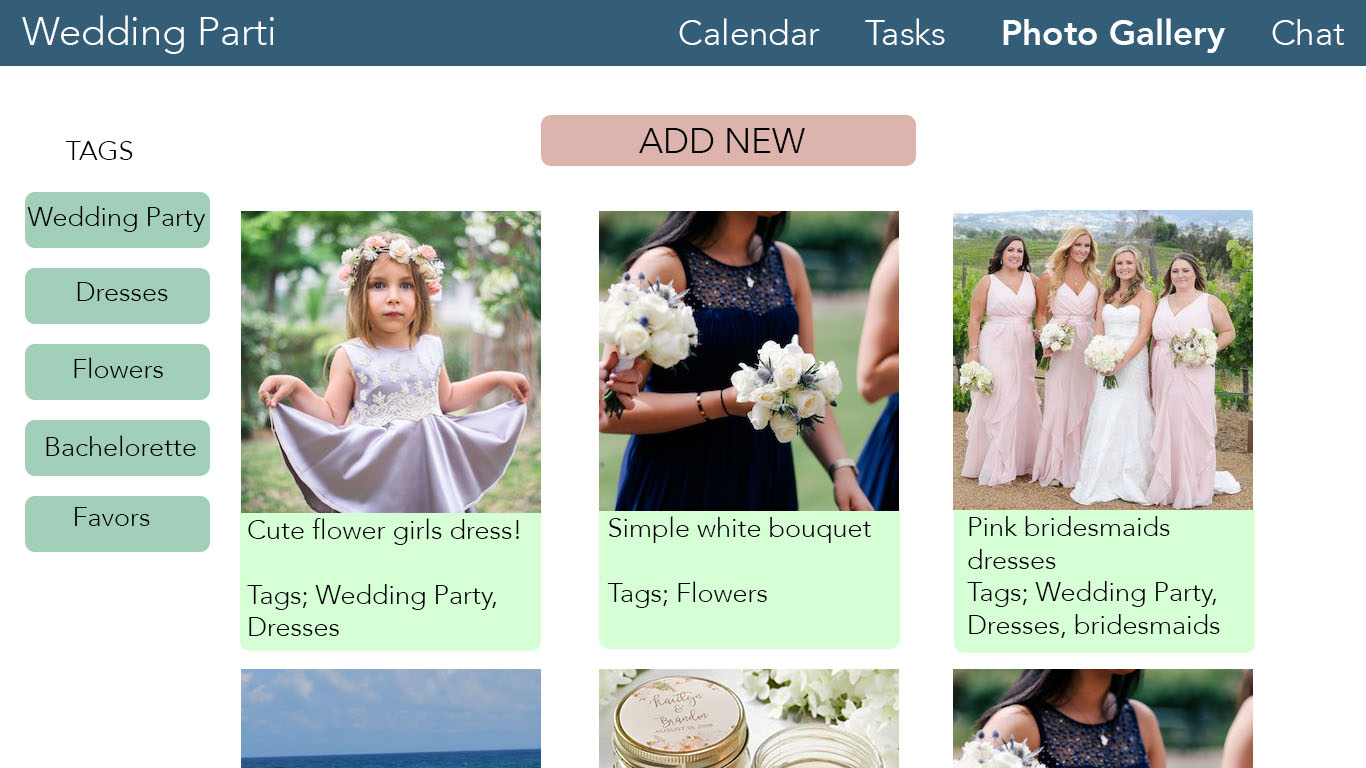 Wedding Parti
Calendar
Tasks
Photo Gallery
Chat
ADD NEW
TAGS
Wedding Party
Dresses
Flowers
Bachelorette
Favors
Cute flower girls dress!
Tags; Wedding Party,
Dresses
Simple white bouquet
Tags; Flowers
Pink bridesmaids
dresses
Tags; Wedding Party,
Dresses, bridesmaids
Kaitlyn
&
Brandon
AUGUST 18, 2018